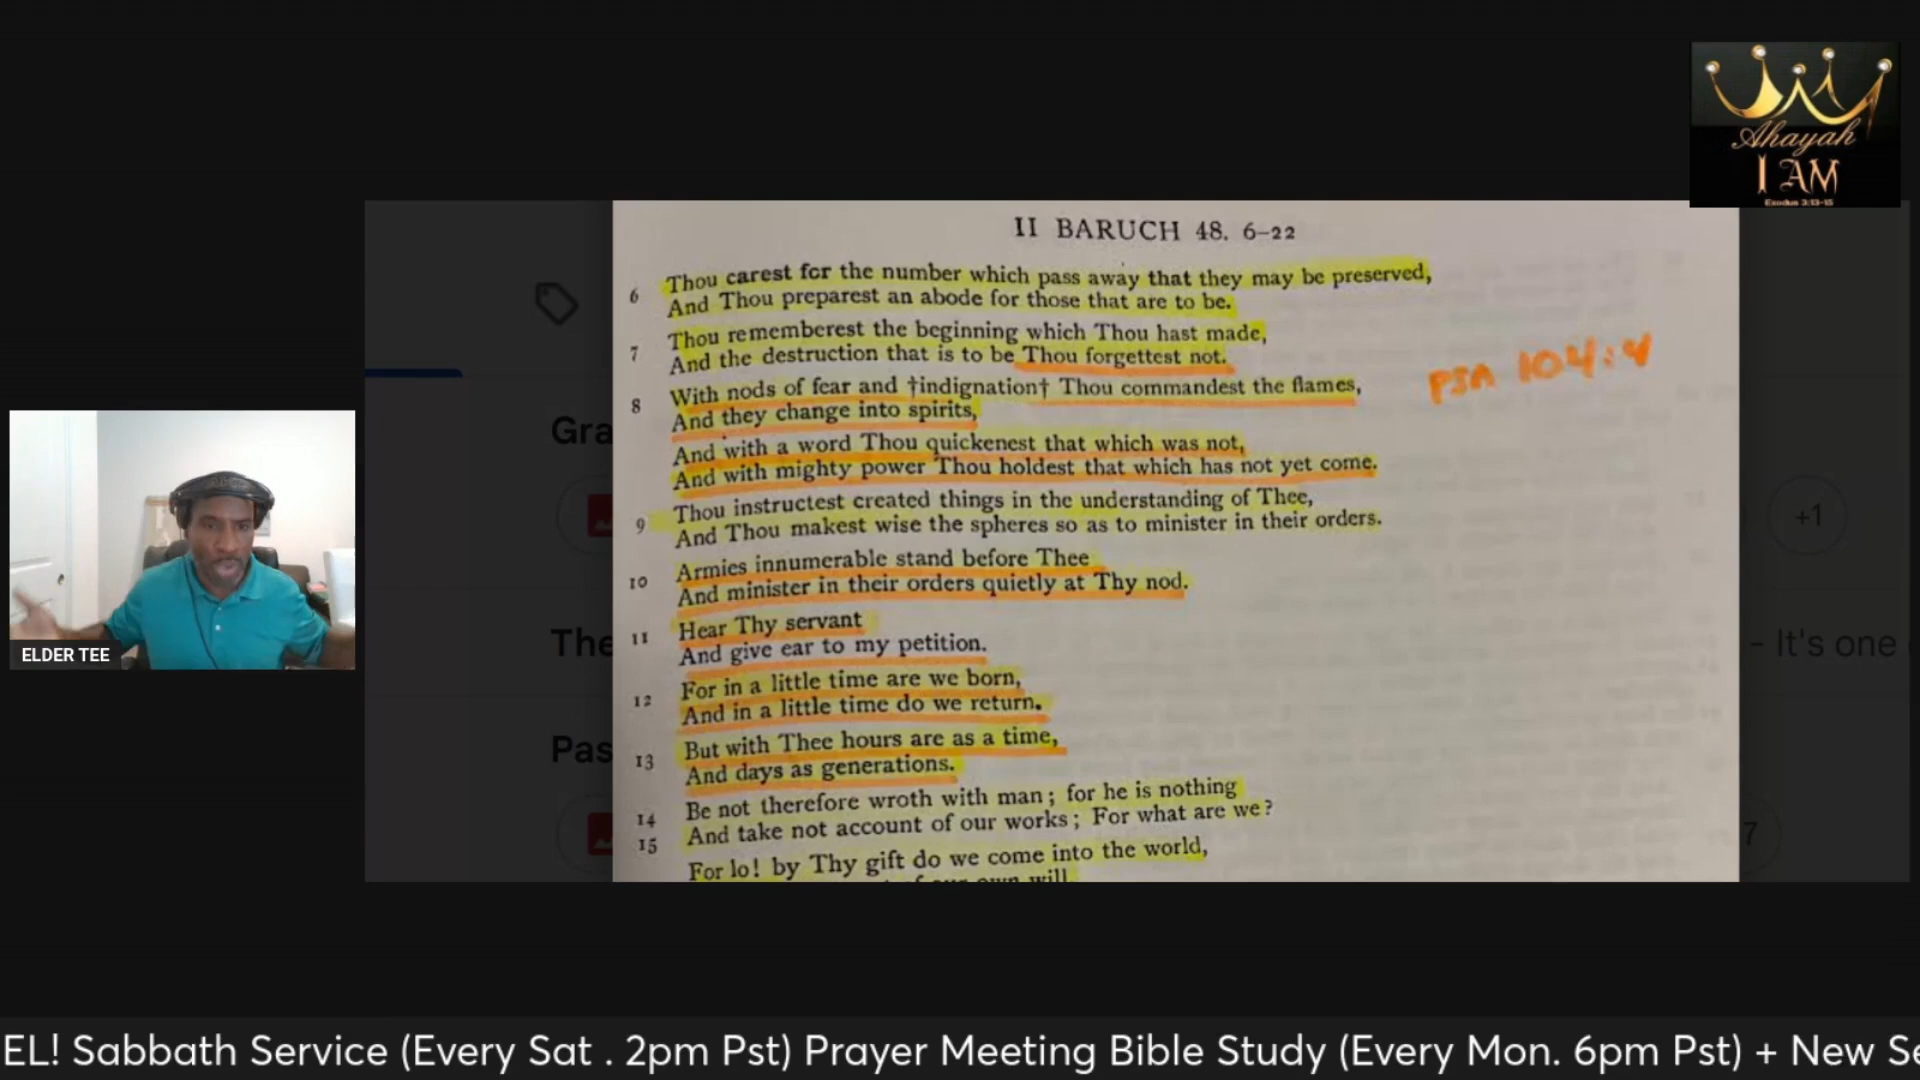 Ahayah
I AM
Exodus 3:13-15
II BARUCH 48. 6-22
6 Thou carest for the number which pass away that they may be preserved,
And Thou preparest an abode for those that are to be.
7 Thou rememberest the beginning which Thou hast made,
And the destruction that is to be Thou forgettest not.
8 With nods of fear and †indignation† Thou commandest the flames,
And they change into spirits,
And with a word Thou quickenest that which was not,
And with mighty power Thou holdest that which has not yet come.
PSA 104:4
9 Thou instructest created things in the understanding of Thee,
And Thou makest wise the spheres so as to minister in their orders.
10 Armies innumerable stand before Thee
And minister in their orders quietly at Thy nod.
11 Hear Thy servant
And give ear to my petition.
12 For in a little time are we born,
And in a little time do we return.
13 But with Thee hours are as a time,
And days as generations.
14 Be not therefore wroth with man; for he is nothing
15 And take not account of our works; For what are we?
For lo! by Thy gift do we come into the world,
own will
Gra
+1
The
- It's one
Pas
7
ELDER TEE
EL! Sabbath Service (Every Sat . 2pm Pst) Prayer Meeting Bible Study (Every Mon. 6pm Pst) + New Se